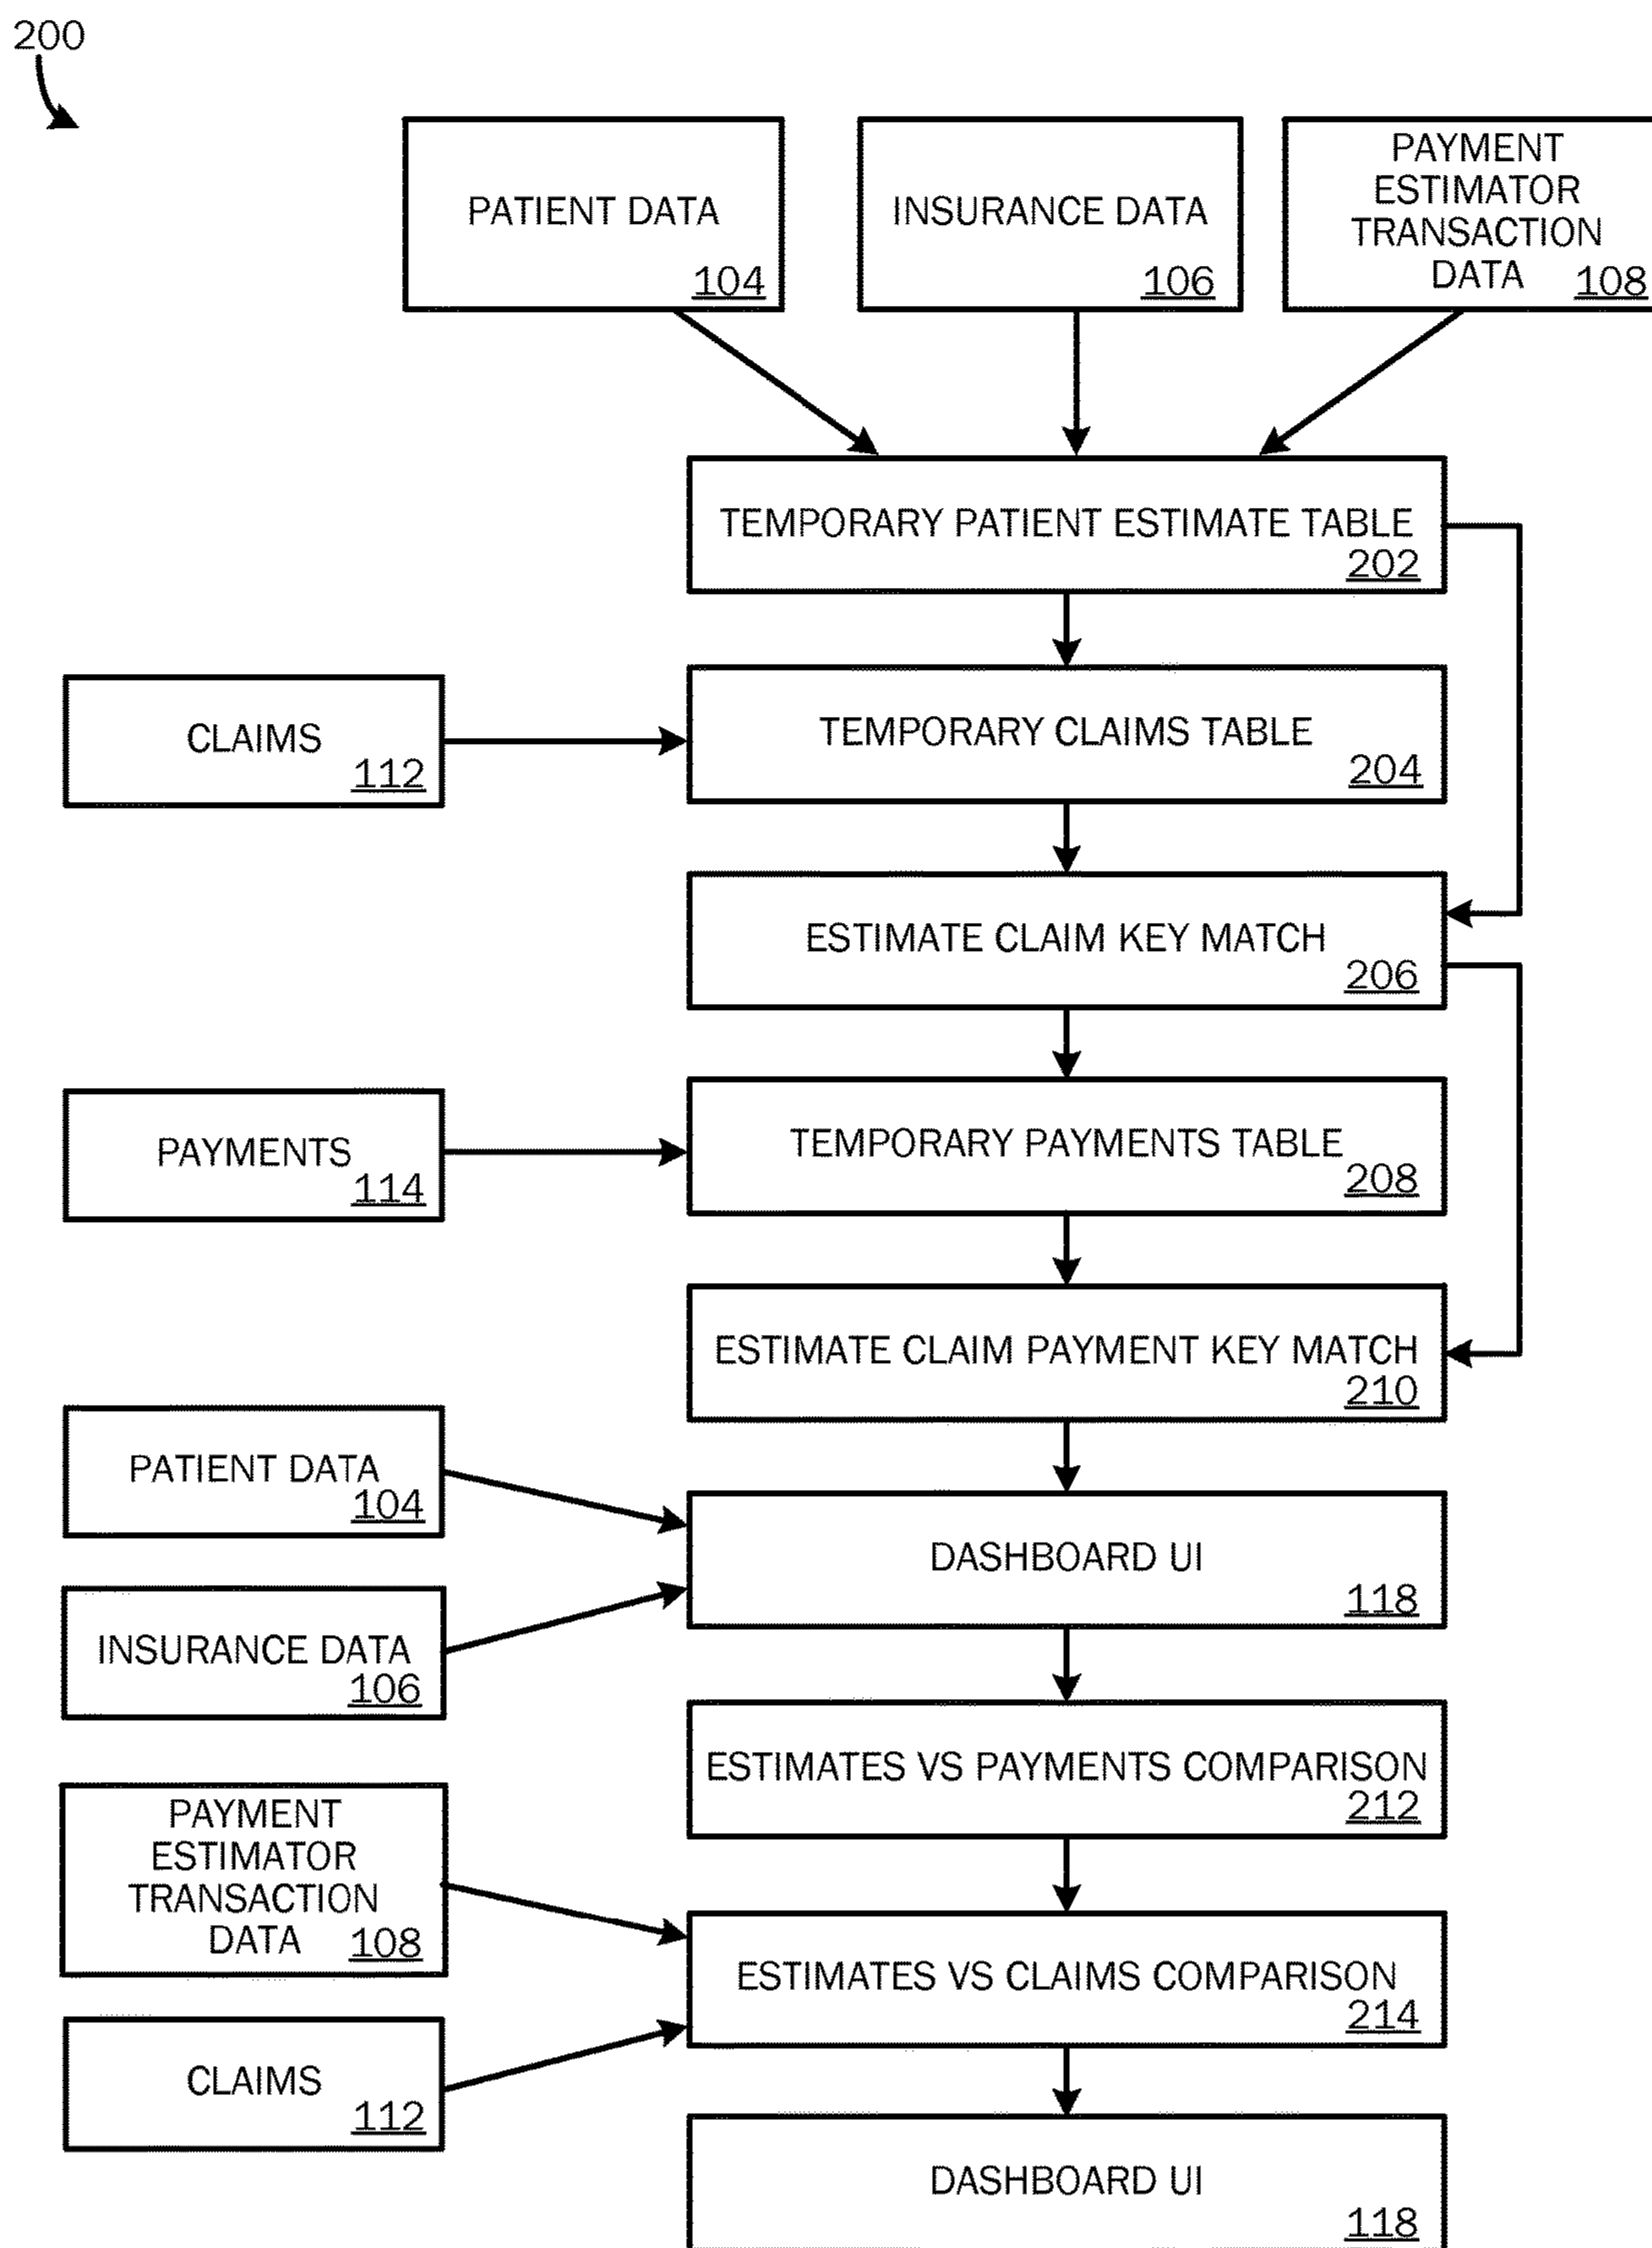 200
PATIENT DATA
104
INSURANCE DATA
106
PAYMENT
ESTIMATOR
TRANSACTION
DATA 108
TEMPORARY PATIENT ESTIMATE TABLE
202
CLAIMS
112
TEMPORARY CLAIMS TABLE
204
ESTIMATE CLAIM KEY MATCH
206
PAYMENTS
114
TEMPORARY PAYMENTS TABLE
208
ESTIMATE CLAIM PAYMENT KEY MATCH
210
PATIENT DATA
104
DASHBOARD UI
118
INSURANCE DATA
106
ESTIMATES VS PAYMENTS COMPARISON
212
PAYMENT
ESTIMATOR
TRANSACTION
DATA 108
ESTIMATES VS CLAIMS COMPARISON
214
CLAIMS
112
DASHBOARD UI
118